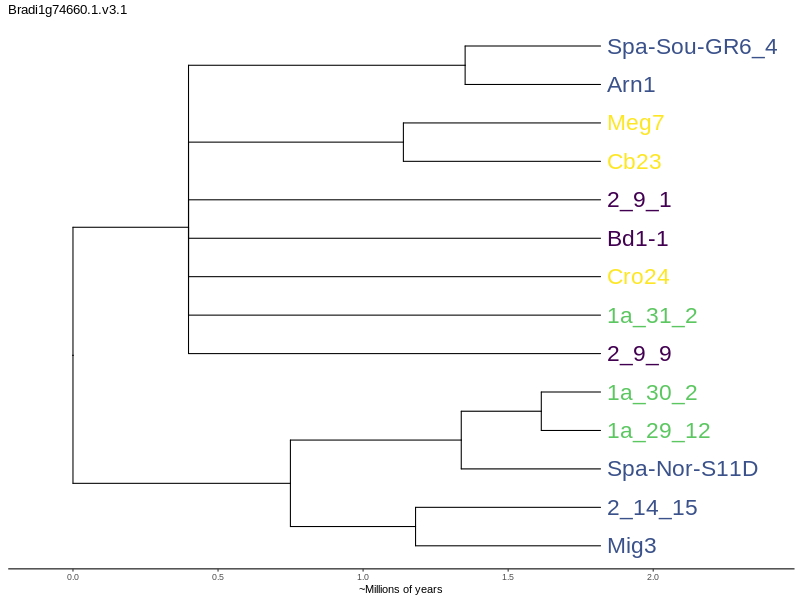 Bradi1g74660.1.v3.1
Spa-Sou-GR6_4
Arn1
Meg7
Cb23
2_9_1
Bd1-1
Cro24
1a_31_2
2_9_9
1a_30_2
1a_29_12
Spa-Nor-S11D
2_14_15
Mig3
0.0 0.5 1.0 1.5 2.0
~Millions of years